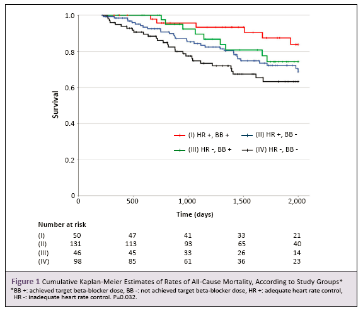 1.0
0.8
0.6
0.4
0.2
0
Survival
0 500 1,000 1,500 2,000
Time (days)
(I) HR +, BB + (II) HR +, BB -
(III) HR -, BB + (IV) HR -, BB -
Number at risk
(I) 50 47 41 33 21
(II) 131 113 93 65 40
(III) 46 45 33 26 14
(IV) 98 85 61 36 23
Figure 1 Cumulative Kaplan-Meier Estimates of Rates of All-Cause Mortality, According to Study Groups*
*BB +: achieved target beta-blocker dose, BB -: not achieved target beta-blocker dose, HR +: adequate heart rate control,
HR -: inadequate heart rate control. P=0.032.